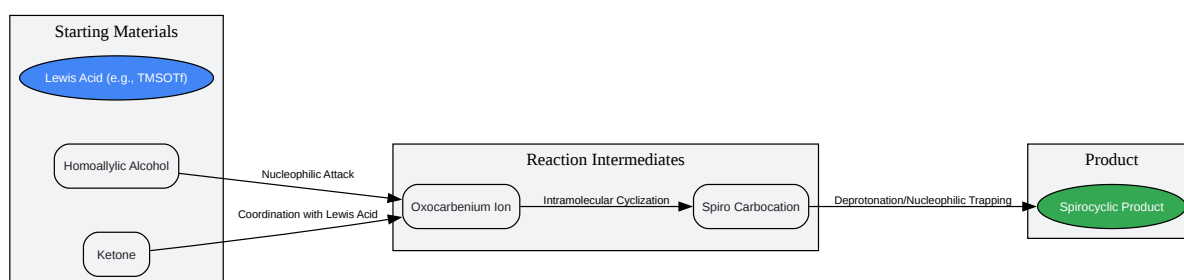 Starting Materials
Lewis Acid (e.g., TMSOTf)
Homoallylic Alcohol
Ketone
Nucleophilic Attack
Coordination with Lewis Acid
Reaction Intermediates
Oxocarbenium Ion
Intramolecular Cyclization
Spiro Carbocation
Deprotonation/Nucleophilic Trapping
Product
Spirocyclic Product